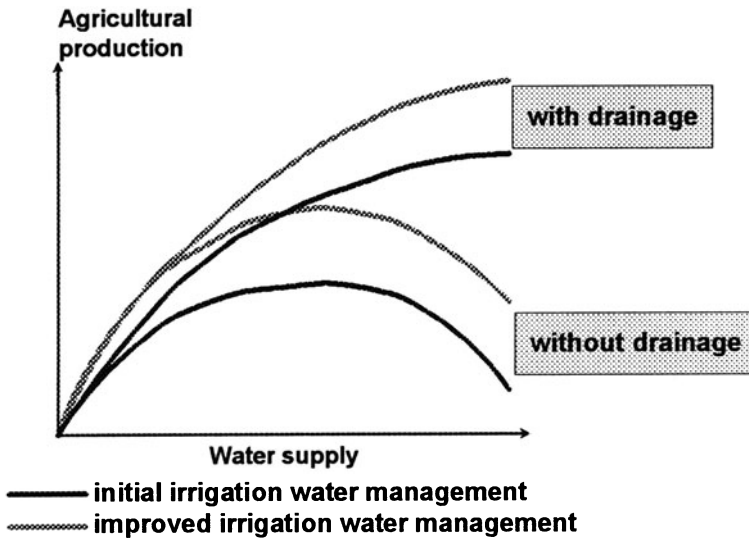 Agricultural
production
with drainage
without drainage
Water supply
initial irrigation water management
improved irrigation water management